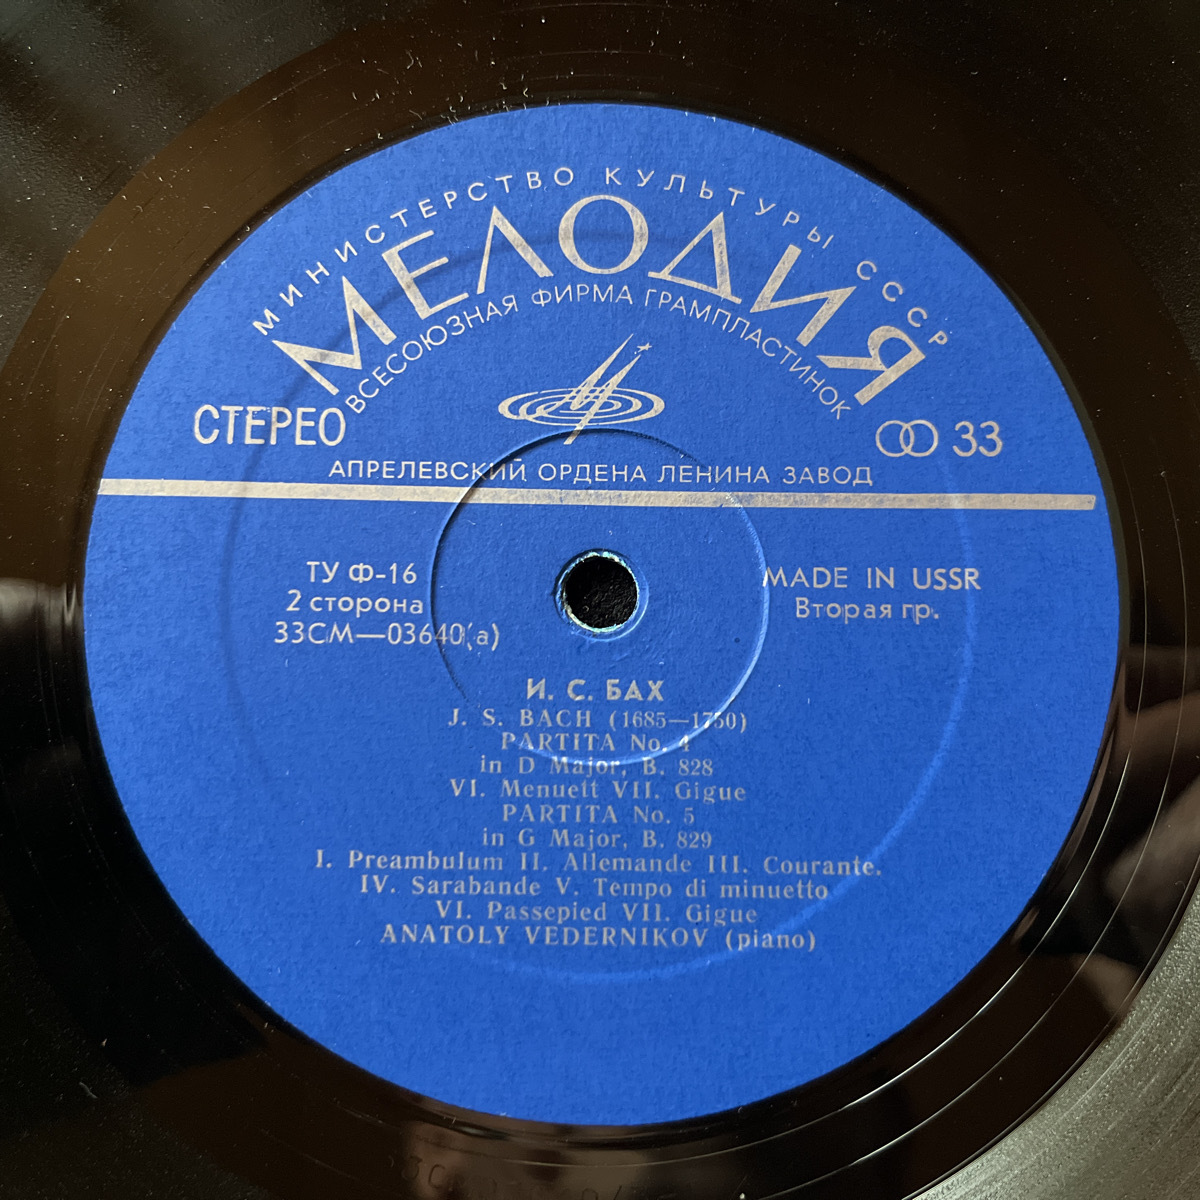 МИНИСТЕРСТВО КУЛЬТУРЫ СССР
МЕЛОДИЯ
ВСЕСОЮЗНАЯ ФИРМА ГРАМПЛАСТИНОК
СТЕРЕО
33
АПРЕЛЕВСКИЙ ОРДЕНА ЛЕНИНА ЗАВОД
ТУ Ф-16
2 сторона
33СМ—03640(а)
MADE IN USSR
Вторая гр.
И. С. БАХ
J. S. BACH (1685—1750)
PARTITA No. 4
in D Major, B. 828
VI. Menuett VII. Gigue
PARTITA No. 5
in G Major, B. 829
I. Preambulum II. Allemande III. Courante.
IV. Sarabande V. Tempo di minuetto
VI. Passepied VII. Gigue
ANATOLY VEDERNIKOV (piano)